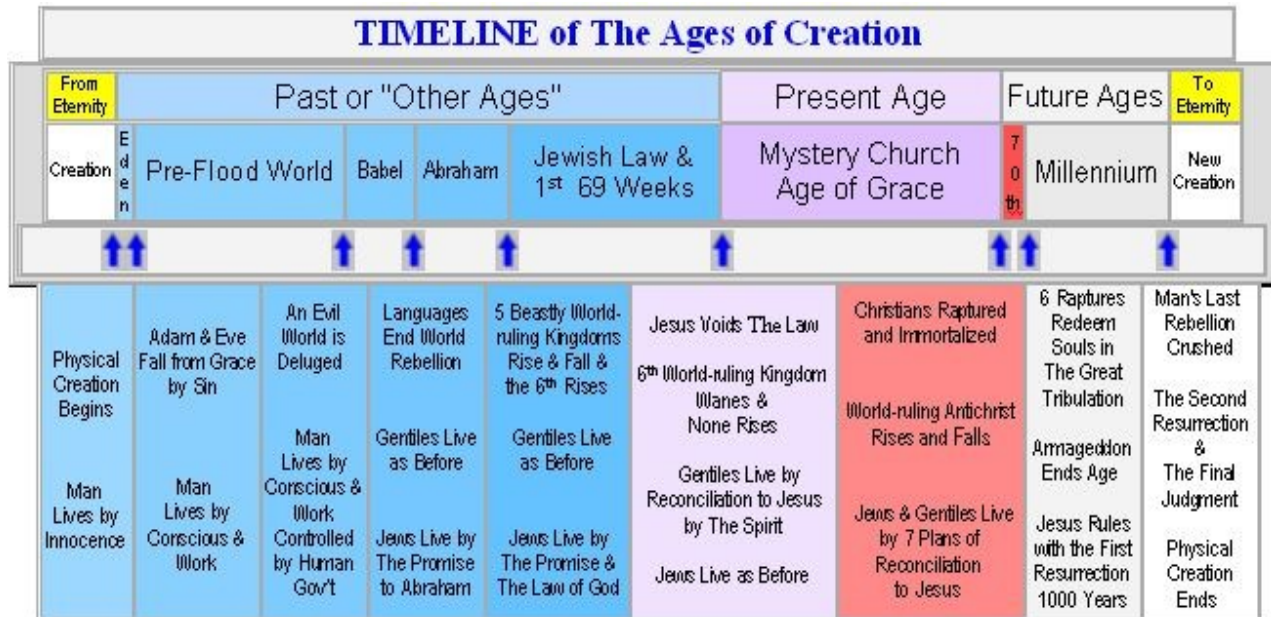 TIMELINE of The Ages of Creation
From
Eternity
Past or "Other Ages"
Present Age
Future Ages
To
Eternity
Creation
E
d
e
n
Pre-Flood World
Babel
Abraham
Jewish Law &
1st 69 Weeks
Mystery Church
Age of Grace
7
0
th
Millennium
New
Creation
Physical
Creation
Begins
Man
Lives by
Innocence
Adam & Eve
Fall from Grace
by Sin
Man
Lives by
Conscious &
Work
An Evil
World is
Deluged
Man
Lives by
Conscious &
Work
Controlled
by Human
Gov't
Languages
End World
Rebellion
Gentiles Live
as Before
Jews Live by
The Promise
to Abraham
5 Beastly World-
ruling Kingdoms
Rise & Fall &
the 6th Rises
Gentiles Live
as Before
Jews Live by
The Promise &
The Law of God
Jesus Voids The Law
6th World-ruling Kingdom
Wanes &
None Rises
Gentiles Live by
Reconciliation to Jesus
by The Spirit
Jews Live as Before
Christians Raptured
and Immortalized
World-ruling Antichrist
Rises and Falls
Jews & Gentiles Live
by 7 Plans of
Reconciliation
to Jesus
6 Raptures
Redeem
Souls in
The Great
Tribulation
Armageddon
Ends Age
Jesus Rules
with the First
Resurrection
1000 Years
Man's Last
Rebellion
Crushed
The Second
Resurrection
&
The Final
Judgment
Physical
Creation
Ends